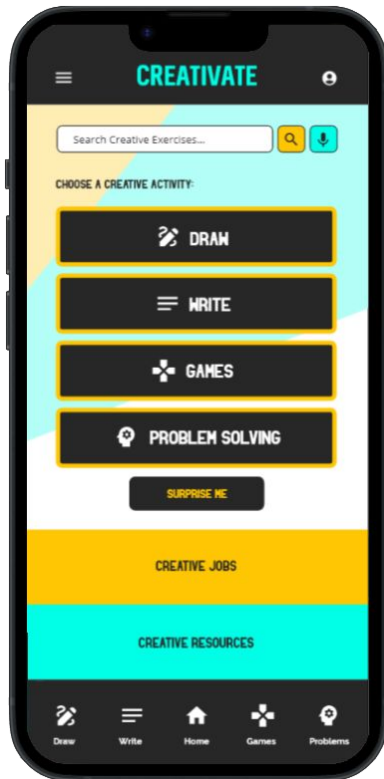 CREATIVATE
Search Creative Exercises...
CHOOSE A CREATIVE ACTIVITY:
DRAW
WRITE
GAMES
PROBLEM SOLVING
SURPRISE ME
CREATIVE JOBS
CREATIVE RESOURCES
Draw Write Home Games Problems